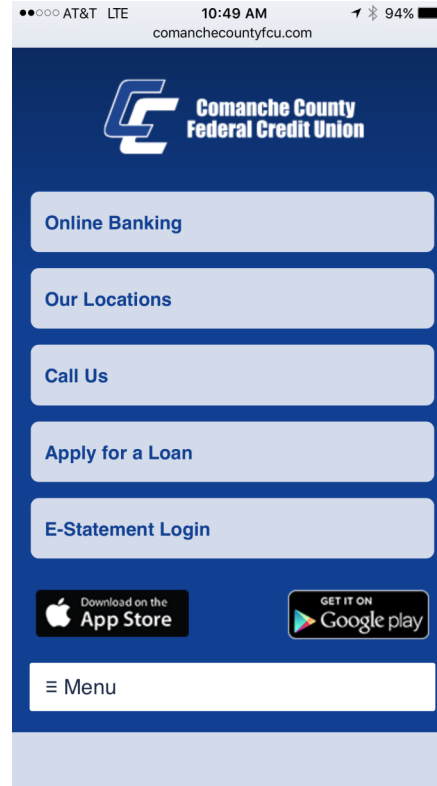 AT&T LTE 10:49 AM 94%
comanchecountyfcu.com
Comanche County
Federal Credit Union
Online Banking
Our Locations
Call Us
Apply for a Loan
E-Statement Login
Download on the
App Store
GET IT ON
Google play
≡ Menu